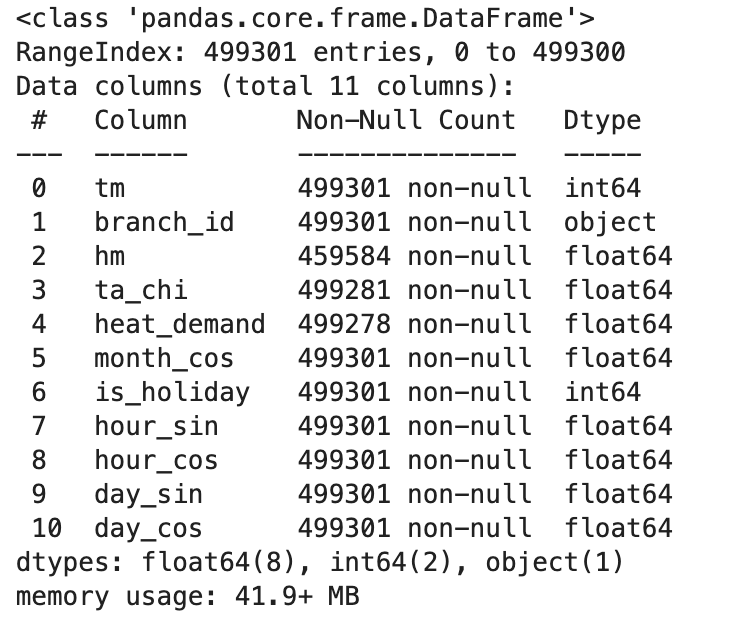 <class 'pandas.core.frame.DataFrame'>
RangeIndex: 499301 entries, 0 to 499300
Data columns (total 11 columns):
 #   Column       Non-Null Count   Dtype
---  ------       --------------   -----
 0   tm           499301 non-null  int64
 1   branch_id    499301 non-null  object
 2   hm           459584 non-null  float64
 3   ta_chi       499281 non-null  float64
 4   heat_demand  499278 non-null  float64
 5   month_cos    499301 non-null  float64
 6   is_holiday   499301 non-null  int64
 7   hour_sin     499301 non-null  float64
 8   hour_cos     499301 non-null  float64
 9   day_sin      499301 non-null  float64
 10  day_cos      499301 non-null  float64
dtypes: float64(8), int64(2), object(1)
memory usage: 41.9+ MB